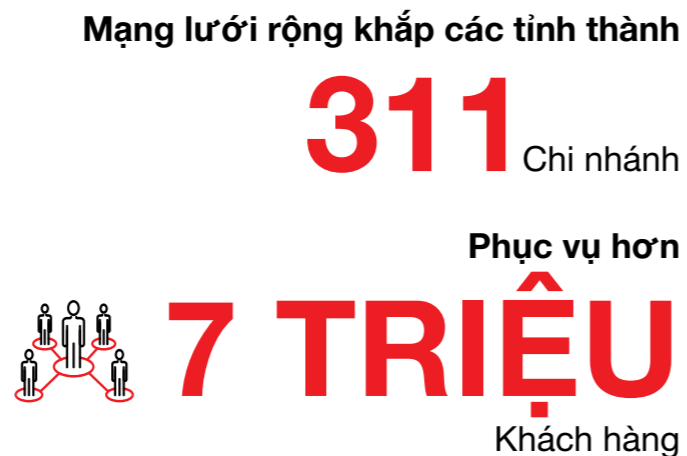 Mạng lưới rộng khắp các tỉnh thành
311 Chi nhánh
Phục vụ hơn
7 TRIỆU
Khách hàng